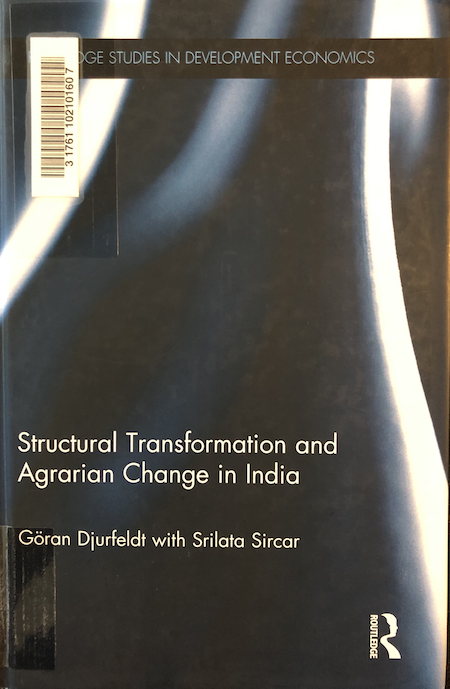 DGE STUDIES IN DEVELOPMENT ECONOMICS
3 1761 10210160 7
Structural Transformation and
Agrarian Change in India
Göran Djurfeldt with Srilata Sircar
ROUTLEDGE